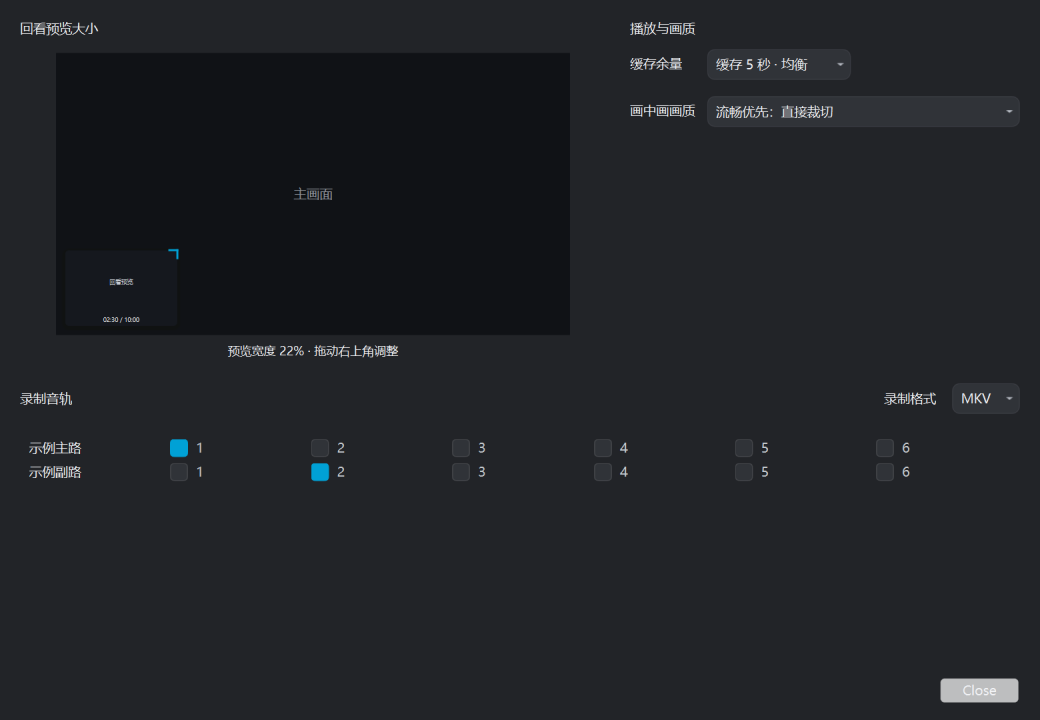 回看预览大小
主画面
回看预览
02:30 / 10:00
预览宽度 22% · 拖动右上角调整
播放与画质
缓存余量
缓存 5 秒 · 均衡
画中画画质
流畅优先：直接裁切
录制音轨
录制格式 MKV
示例主路 1 2 3 4 5 6
示例副路 1 2 3 4 5 6
Close